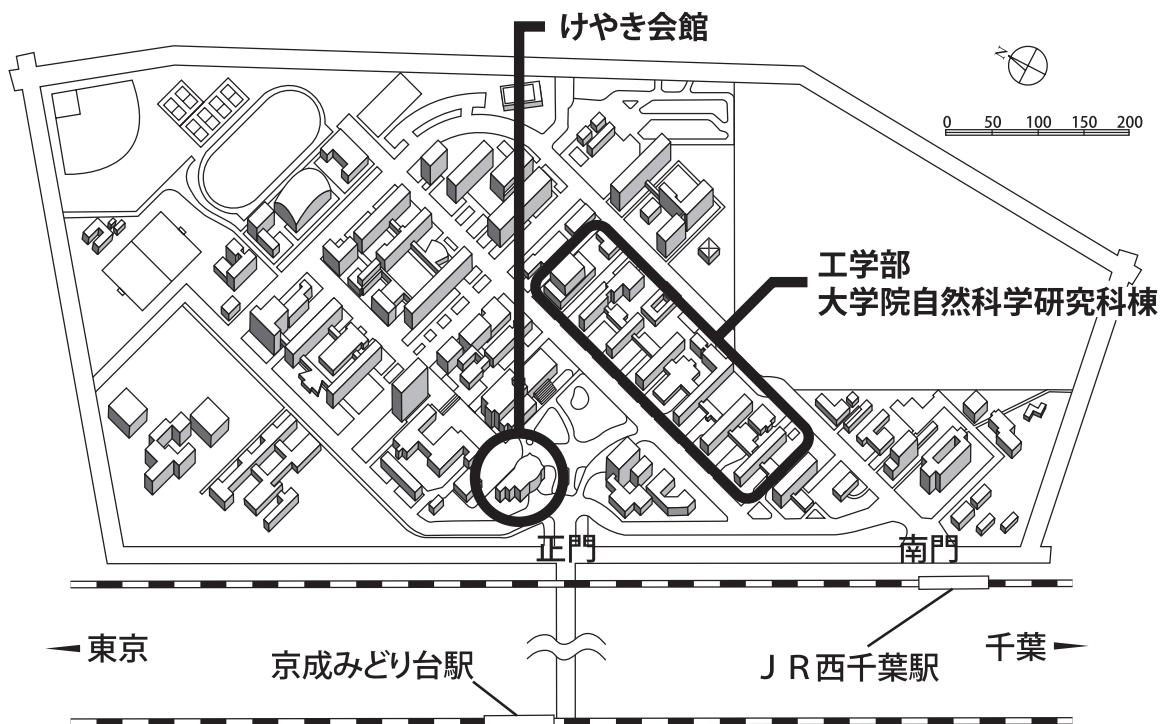 けやき会館
N
0 50 100 150 200
工学部
大学院自然科学研究科棟
正門
南門
東京
千葉
京成みどり台駅
ＪＲ西千葉駅